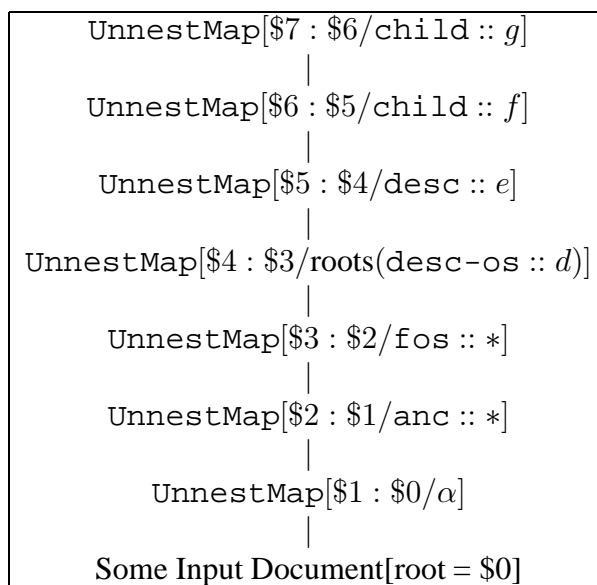 UnnestMap[$7 : $6/child :: g]
UnnestMap[$6 : $5/child :: f]
UnnestMap[$5 : $4/desc :: e]
UnnestMap[$4 : $3/roots(desc-os :: d)]
UnnestMap[$3 : $2/fos :: *]
UnnestMap[$2 : $1/anc :: *]
UnnestMap[$1 : $0/α]
Some Input Document[root = $0]